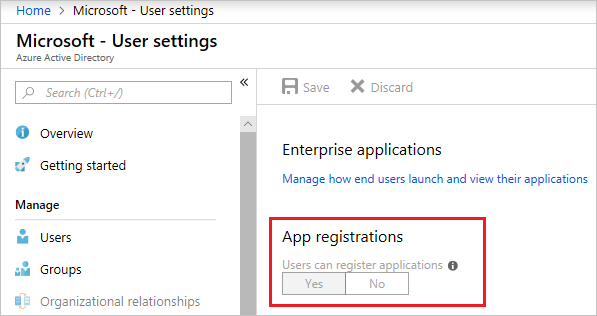 Home > Microsoft - User settings
Microsoft - User settings
Azure Active Directory
Search (Ctrl+/)
«
Save
Discard
Overview
Getting started
Manage
Users
Groups
Organizational relationships
Enterprise applications
Manage how end users launch and view their applications
App registrations
Users can register applications
Yes No